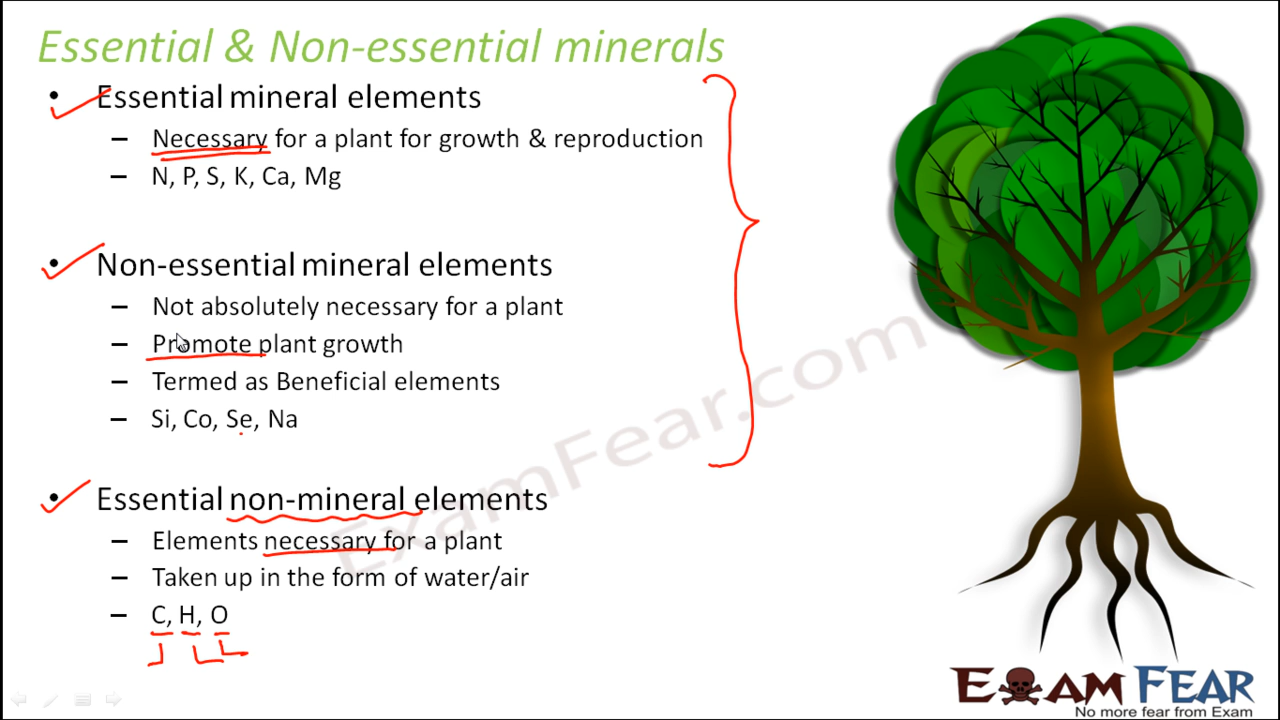 Essential & Non-essential minerals
• Essential mineral elements
– Necessary for a plant for growth & reproduction
– N, P, S, K, Ca, Mg
• Non-essential mineral elements
– Not absolutely necessary for a plant
– Promote plant growth
– Termed as Beneficial elements
– Si, Co, Se, Na
• Essential non-mineral elements
– Elements necessary for a plant
– Taken up in the form of water/air
– C, H, O
ExamFear.com
EXAM FEAR
No more fear from Exam